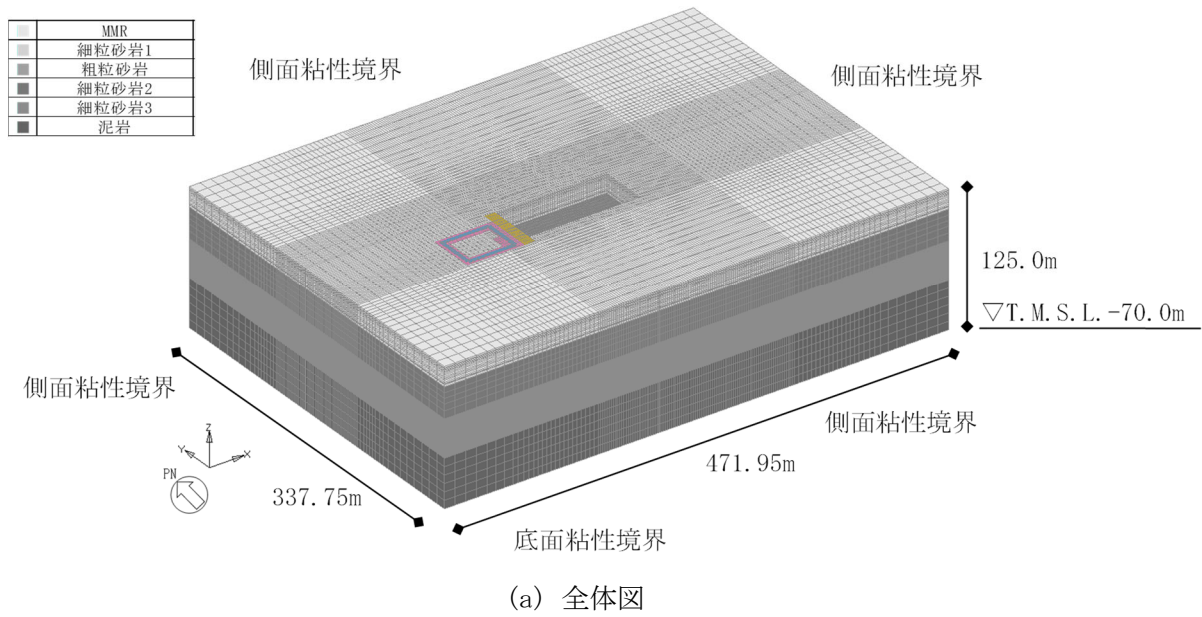 MMR
細粒砂岩1
粗粒砂岩
細粒砂岩2
細粒砂岩3
泥岩
側面粘性境界
側面粘性境界
125.0m
▽T.M.S.L.-70.0m
側面粘性境界
側面粘性境界
Z
Y
X
PN
471.95m
337.75m
底面粘性境界
(a) 全体図